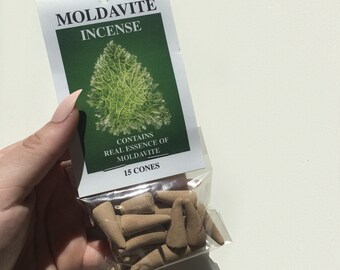 MOLDAVITE
INCENSE
CONTAINS
REAL ESSENCE OF
MOLDAVITE
15 CONES